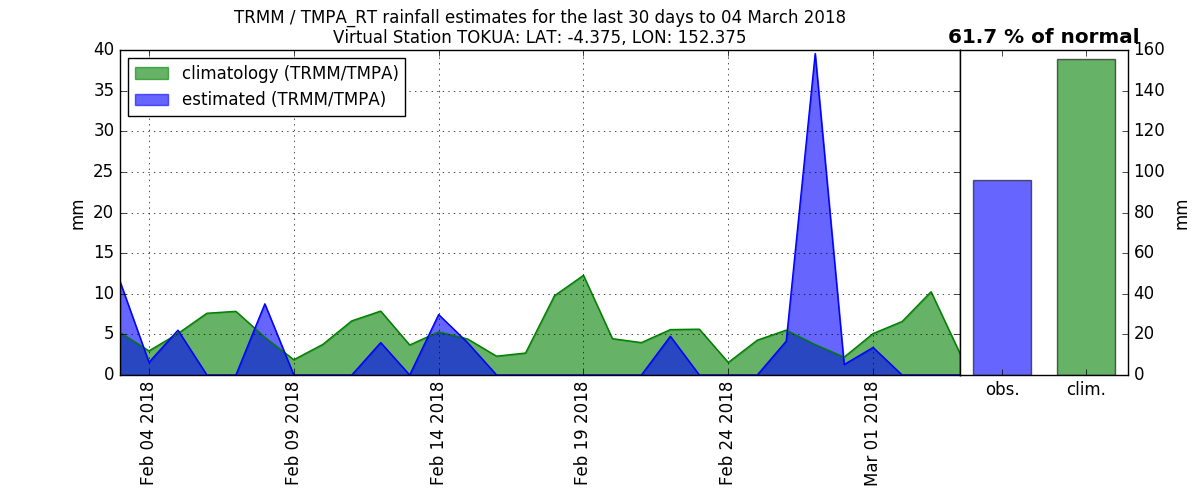 TRMM / TMPA_RT rainfall estimates for the last 30 days to 04 March 2018
Virtual Station TOKUA: LAT: -4.375, LON: 152.375
61.7 % of normal
climatology (TRMM/TMPA)
estimated (TRMM/TMPA)
40
35
30
25
20
15
10
5
0
mm
Feb 04 2018
Feb 09 2018
Feb 14 2018
Feb 19 2018
Feb 24 2018
Mar 01 2018
obs.
clim.
160
140
120
100
80
60
40
20
0
mm